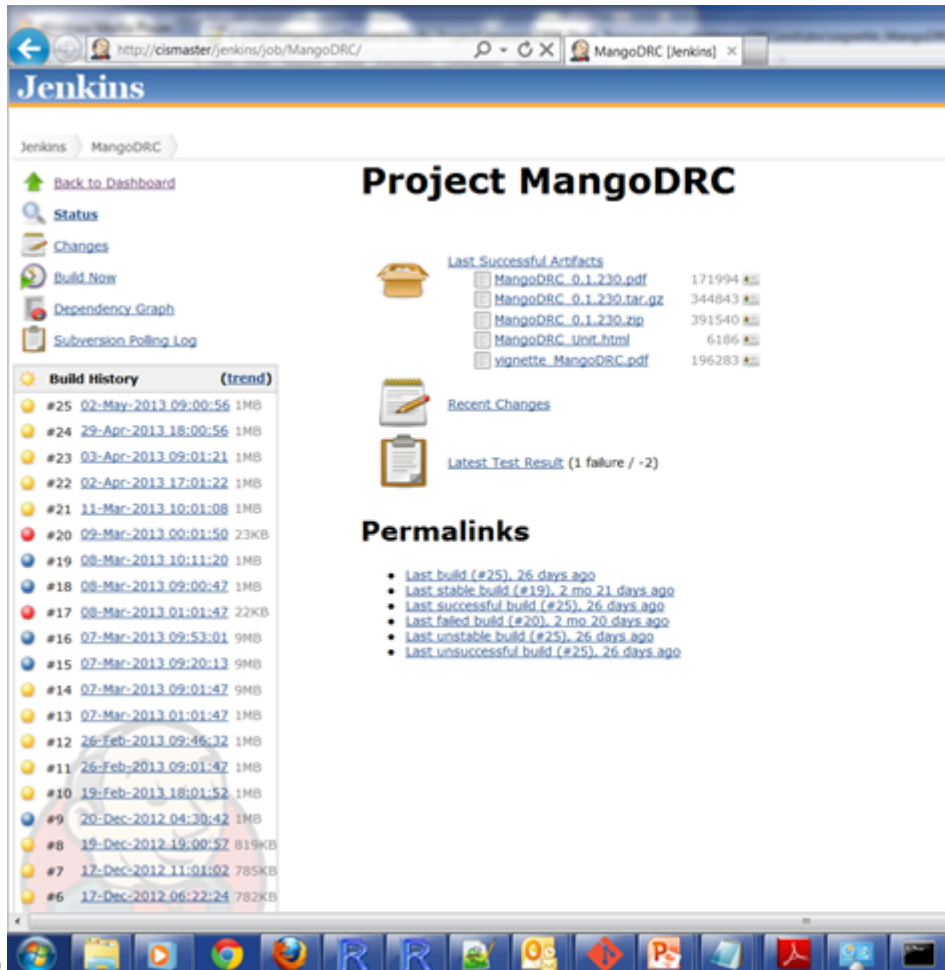 http://cismaster/jenkins/job/MangoDRC/
MangoDRC [Jenkins]
Jenkins
Jenkins
MangoDRC
Back to Dashboard
Status
Changes
Build Now
Dependency Graph
Subversion Polling Log
Build History (trend)
#25 02-May-2013 09:00:56 1MB
#24 29-Apr-2013 18:00:56 1MB
#23 03-Apr-2013 09:01:21 1MB
#22 02-Apr-2013 17:01:22 1MB
#21 11-Mar-2013 10:01:08 1MB
#20 09-Mar-2013 00:01:50 23KB
#19 08-Mar-2013 10:11:20 1MB
#18 08-Mar-2013 09:00:47 1MB
#17 08-Mar-2013 01:01:47 22KB
#16 07-Mar-2013 09:53:01 9MB
#15 07-Mar-2013 09:20:13 9MB
#14 07-Mar-2013 09:01:47 9MB
#13 07-Mar-2013 01:01:47 1MB
#12 26-Feb-2013 09:46:32 1MB
#11 26-Feb-2013 09:01:47 1MB
#10 19-Feb-2013 18:01:52 1MB
#9 20-Dec-2012 04:30:42 1MB
#8 19-Dec-2012 19:00:57 819KB
#7 17-Dec-2012 11:01:02 785KB
#6 17-Dec-2012 06:22:24 782KB
Project MangoDRC
Last Successful Artifacts
MangoDRC_0.1.230.pdf 171994
MangoDRC_0.1.230.tar.gz 344843
MangoDRC_0.1.230.zip 391540
MangoDRC_Unit.html 6186
vignette_MangoDRC.pdf 196283
Recent Changes
Latest Test Result (1 failure / -2)
Permalinks
Last build (#25), 26 days ago
Last stable build (#19), 2 mo 21 days ago
Last successful build (#25), 26 days ago
Last failed build (#20), 2 mo 20 days ago
Last unstable build (#25), 26 days ago
Last unsuccessful build (#25), 26 days ago